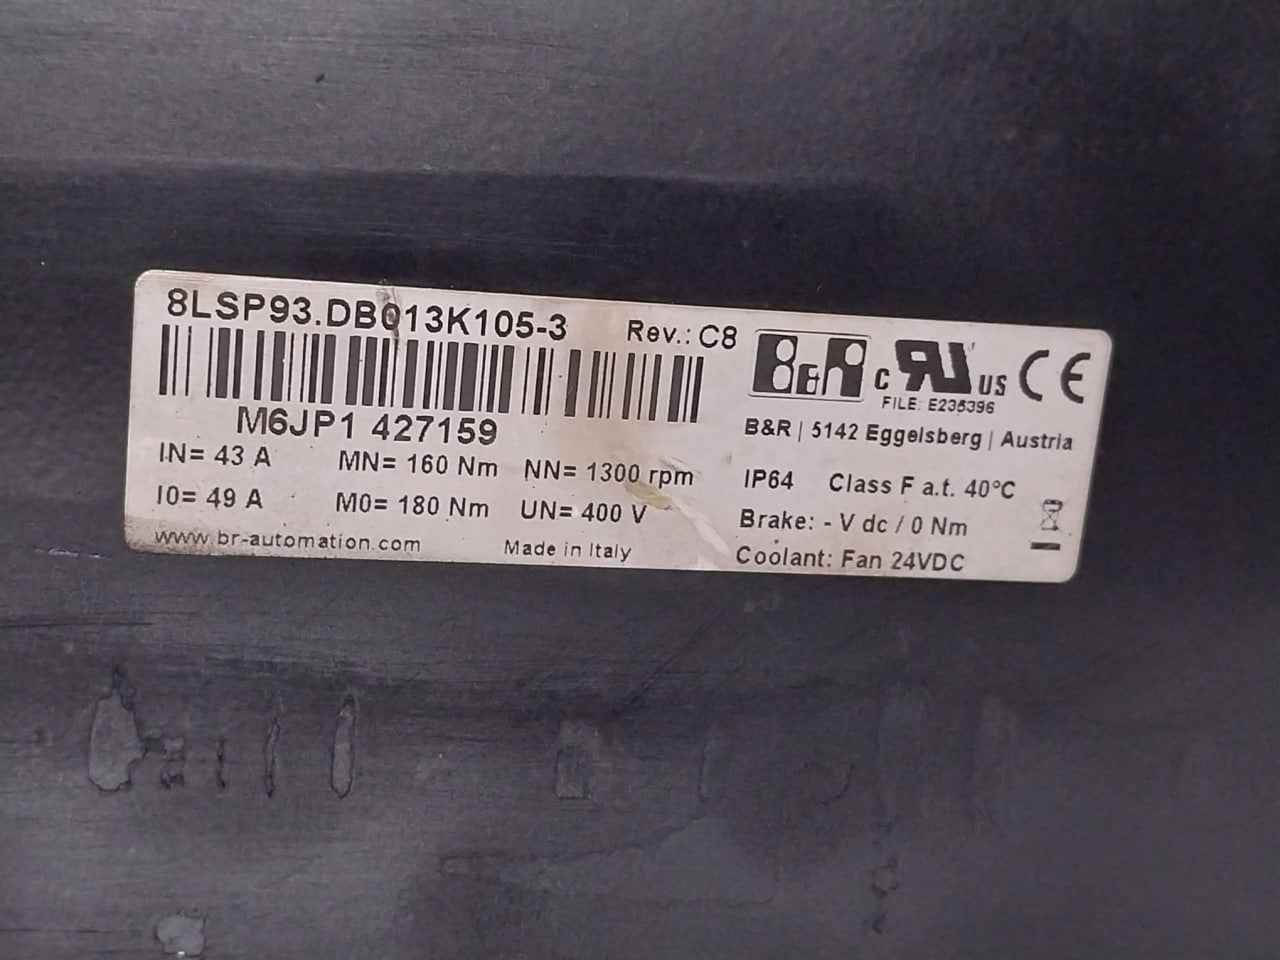 8LSP93.DB013K105-3 Rev.: C8
M6JP1 427159
IN= 43 A MN= 160 Nm NN= 1300 rpm
I0= 49 A M0= 180 Nm UN= 400 V
www.br-automation.com Made in Italy
B&R c RU US CE
FILE: E235396
B&R | 5142 Eggelsberg | Austria
IP64 Class F a.t. 40°C
Brake: - V dc / 0 Nm
Coolant: Fan 24VDC